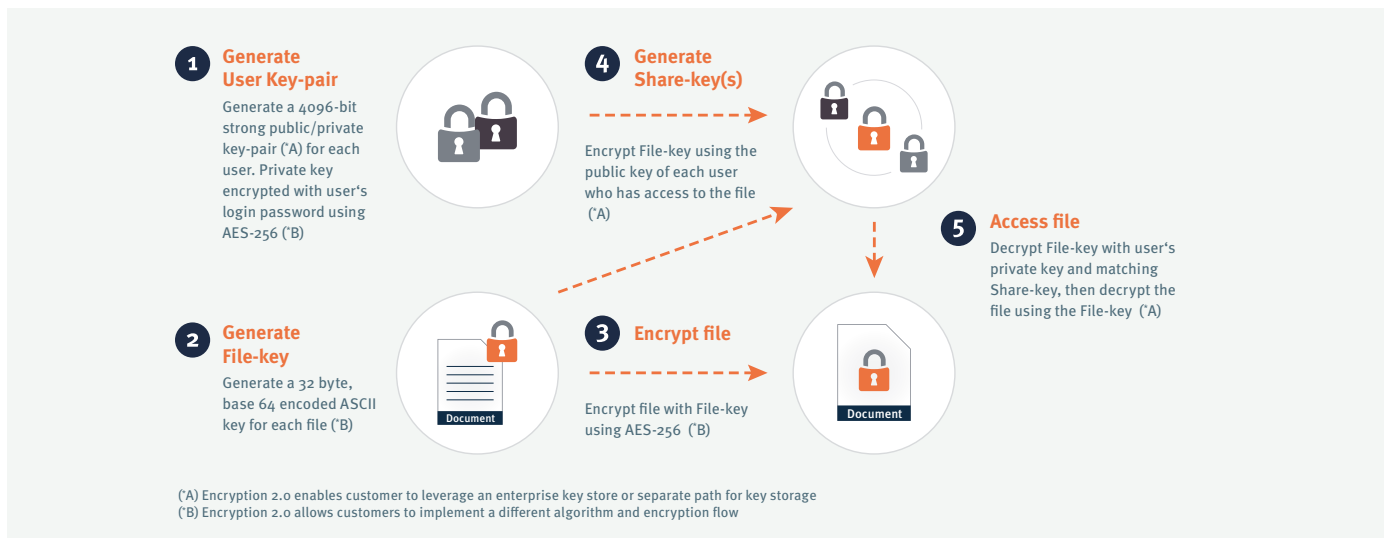 1
Generate
User Key-pair
Generate a 4096-bit
strong public/private
key-pair (*A) for each
user. Private key
encrypted with user‘s
login password using
AES-256 (*B)
4
Generate
Share-key(s)
Encrypt File-key using the
public key of each user
who has access to the file
(*A)
5
Access file
Decrypt File-key with user‘s
private key and matching
Share-key, then decrypt the
file using the File-key (*A)
2
Generate
File-key
Generate a 32 byte,
base 64 encoded ASCII
key for each file (*B)
Document
3
Encrypt file
Encrypt file with File-key
using AES-256 (*B)
Document
(*A) Encryption 2.0 enables customer to leverage an enterprise key store or separate path for key storage
(*B) Encryption 2.0 allows customers to implement a different algorithm and encryption flow